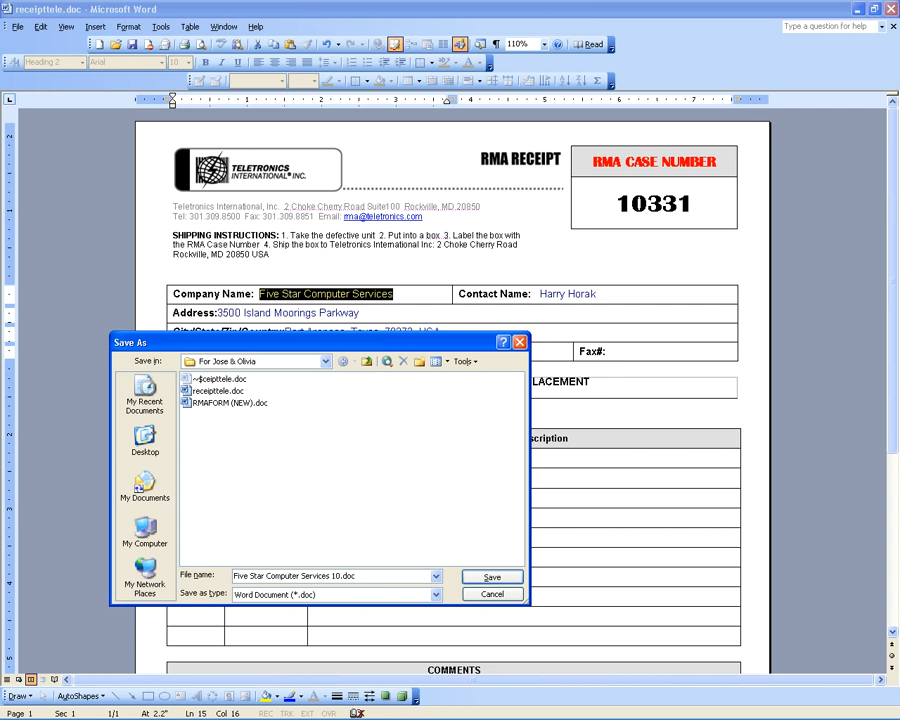 receipttele.doc - Microsoft Word
File Edit View Insert Format Tools Table Window Help
Type a question for help
110%
Read
Heading 2 Arial 10
RMA RECEIPT
RMA CASE NUMBER
10331
TELETRONICS
INTERNATIONAL® INC.
Teletronics International, Inc. 2 Choke Cherry Road Suite100 Rockville, MD.20850
Tel: 301.309.8500 Fax: 301.309.8851 Email: rma@teletronics.com
SHIPPING INSTRUCTIONS: 1. Take the defective unit 2. Put into a box .3. Label the box with
the RMA Case Number 4. Ship the box to Teletronics International Inc: 2 Choke Cherry Road
Rockville, MD 20850 USA
Company Name: Five Star Computer Services
Contact Name: Harry Horak
Address:3500 Island Moorings Parkway
Fax#:
LACEMENT
scription
COMMENTS
Save As
Save in: For Jose & Olivia
Tools
~$ceipttele.doc
receipttele.doc
RMAFORM (NEW).doc
My Recent
Documents
Desktop
My Documents
My Computer
My Network
Places
File name: Five Star Computer Services 10.doc
Save
Save as type: Word Document (*.doc)
Cancel
Draw AutoShapes
Page 1 Sec 1 1/1 At 2.2" Ln 15 Col 16 REC TRK EXT OVR